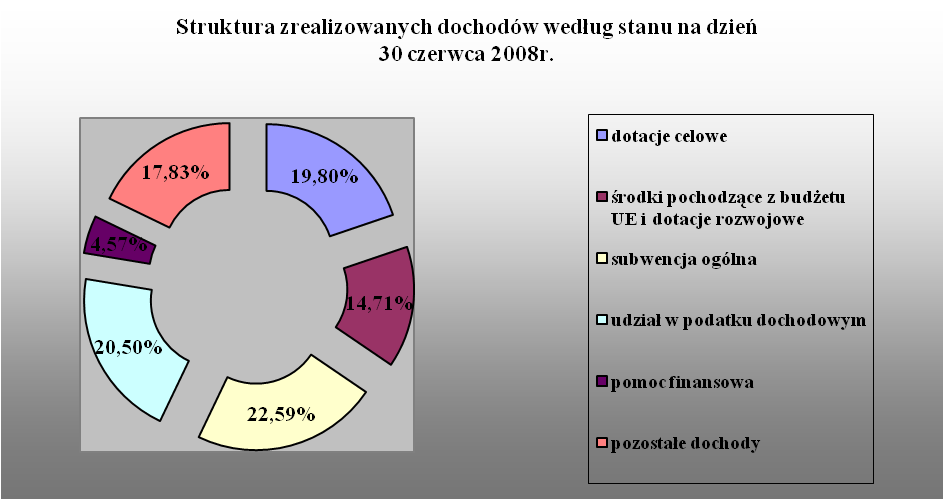 Struktura zrealizowanych dochodów według stanu na dzień
30 czerwca 2008r.
17,83%
19,80%
4,57%
14,71%
20,50%
22,59%
dotacje celowe
środki pochodzące z budżetu
UE i dotacje rozwojowe
subwencja ogólna
udział w podatku dochodowym
pomoc finansowa
pozostałe dochody